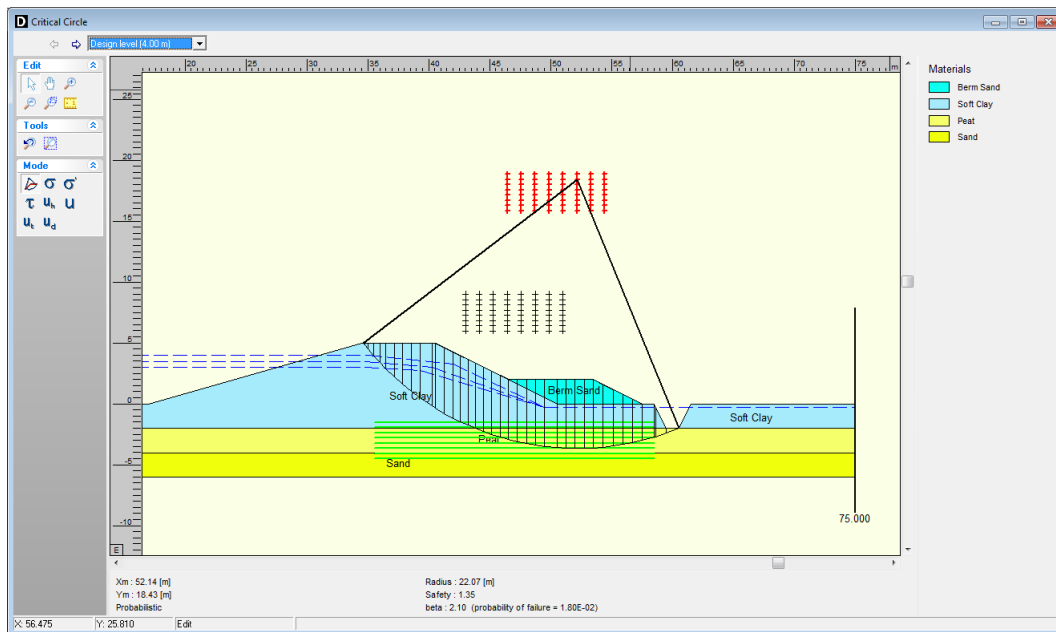 D Critical Circle
Design level (4.00 m)
Edit
Tools
Mode
σ σ'
τ uh u
ut ud
20 25 30 35 40 45 50 55 60 65 70 75 m
25
20
15
10
5
0
-5
-10
E
Soft Clay
Berm Sand
Soft Clay
Peat
Sand
75.000
Materials
Berm Sand
Soft Clay
Peat
Sand
Xm : 52.14 [m]
Ym : 18.43 [m]
Probabilistic
Radius : 22.07 [m]
Safety : 1.35
beta : 2.10 (probability of failure = 1.80E-02)
X: 56.475 Y: 25.810 Edit